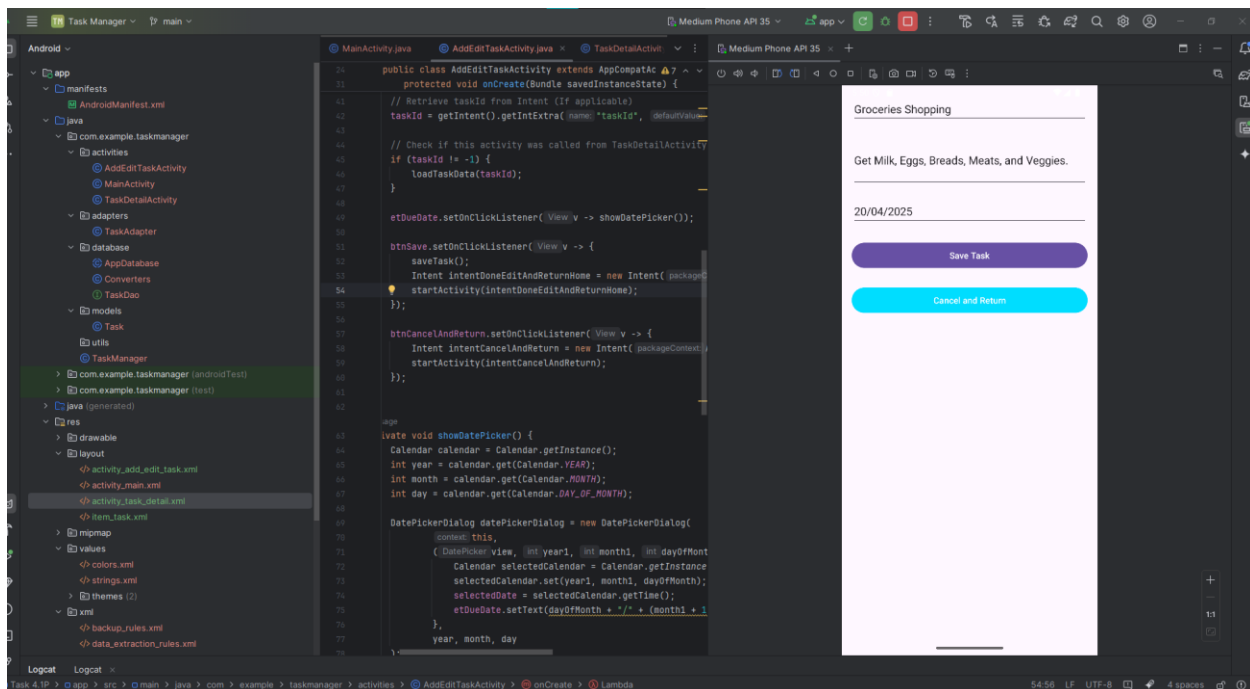 Task Manager main Medium Phone API 35 app
Android
app
manifests
AndroidManifest.xml
java
com.example.taskmanager
activities
AddEditTaskActivity
MainActivity
TaskDetailActivity
adapters
TaskAdapter
database
AppDatabase
Converters
TaskDao
models
Task
utils
TaskManager
com.example.taskmanager (androidTest)
com.example.taskmanager (test)
java (generated)
res
drawable
layout
activity_add_edit_task.xml
activity_main.xml
activity_task_detail.xml
item_task.xml
mipmap
values
colors.xml
strings.xml
themes (2)
xml
backup_rules.xml
data_extraction_rules.xml
MainActivity.java AddEditTaskActivity.java TaskDetailActivit
24 public class AddEditTaskActivity extends AppCompatAc 7
31 protected void onCreate(Bundle savedInstanceState) {
41 // Retrieve taskId from Intent (If applicable)
42 taskId = getIntent().getIntExtra( name: "taskId", defaultValue
43
44 // Check if this activity was called from TaskDetailActivity
45 if (taskId != -1) {
46 loadTaskData(taskId);
47 }
48
49 etDueDate.setOnClickListener( View v -> showDatePicker());
50
51 btnSave.setOnClickListener( View v -> {
52 saveTask();
53 Intent intentDoneEditAndReturnHome = new Intent( packageC
54 startActivity(intentDoneEditAndReturnHome);
55 });
56
57 btnCancelAndReturn.setOnClickListener( View v -> {
58 Intent intentCancelAndReturn = new Intent( packageContext:
59 startActivity(intentCancelAndReturn);
60 });
61
62
age
63 ivate void showDatePicker() {
64 Calendar calendar = Calendar.getInstance();
65 int year = calendar.get(Calendar.YEAR);
66 int month = calendar.get(Calendar.MONTH);
67 int day = calendar.get(Calendar.DAY_OF_MONTH);
68
69 DatePickerDialog datePickerDialog = new DatePickerDialog(
70 context: this,
71 ( DatePicker view, int year1, int month1, int dayOfMont
72 Calendar selectedCalendar = Calendar.getInstance
73 selectedCalendar.set(year1, month1, dayOfMonth);
74 selectedDate = selectedCalendar.getTime();
75 etDueDate.setText(dayOfMonth + "/" + (month1 + 1
76 },
77 year, month, day
78 )
Medium Phone API 35
Groceries Shopping
Get Milk, Eggs, Breads, Meats, and Veggies.
20/04/2025
Save Task
Cancel and Return
1:1
Logcat Logcat
Task 4.1P > app > src > main > java > com > example > taskmanager > activities > AddEditTaskActivity > onCreate > Lambda 54:56 LF UTF-8 4 spaces